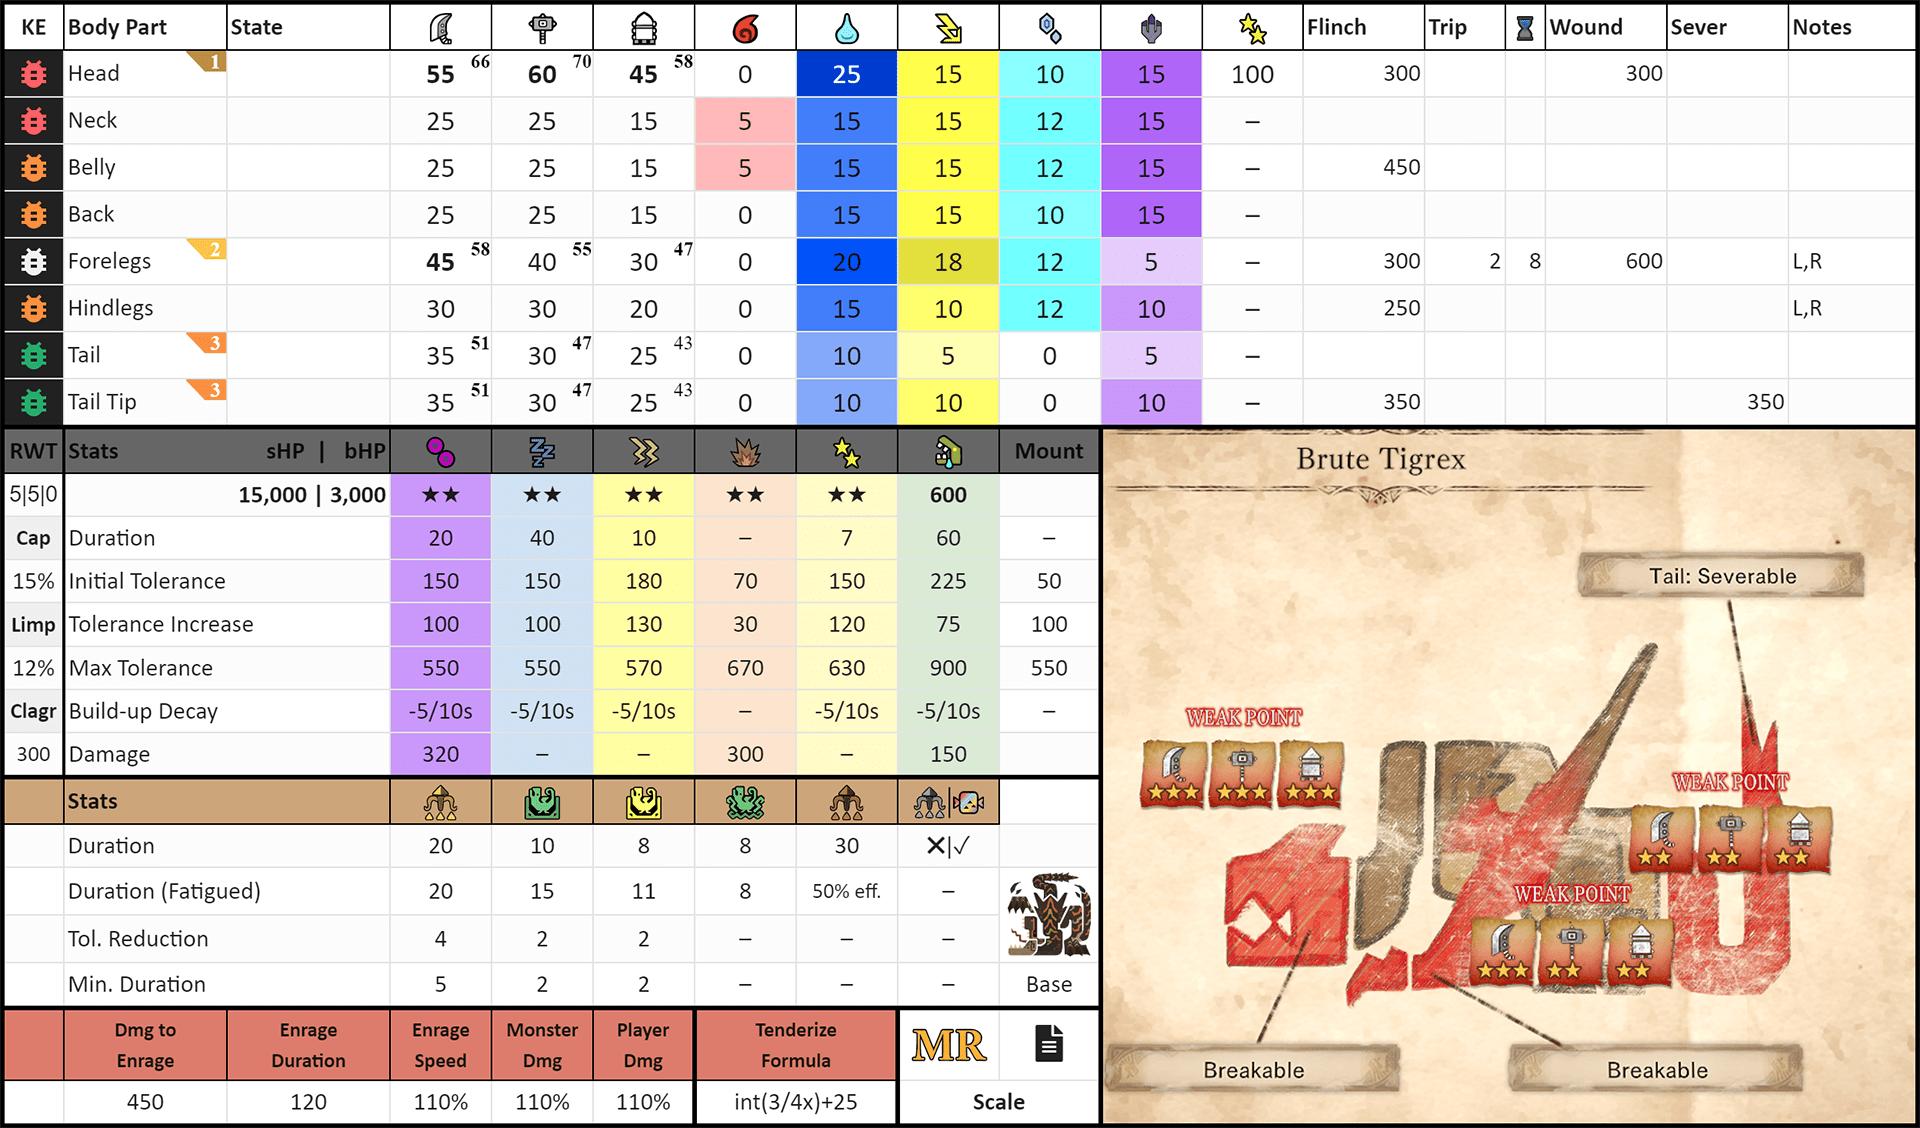 KE Body Part State Flinch Trip Wound Sever Notes
Head 1 55 66 60 70 45 58 0 25 15 10 15 100 300 300
Neck 25 25 15 5 15 15 12 15 –
Belly 25 25 15 5 15 15 12 15 – 450
Back 25 25 15 0 15 15 10 15 –
Forelegs 2 45 58 40 55 30 47 0 20 18 12 5 – 300 2 8 600 L,R
Hindlegs 30 30 20 0 15 10 12 10 – 250 L,R
Tail 3 35 51 30 47 25 43 0 10 5 0 5 –
Tail Tip 3 35 51 30 47 25 43 0 10 10 0 10 – 350 350
RWT Stats sHP | bHP Mount
5|5|0 15,000 | 3,000 ★★ ★★ ★★ ★★ ★★ 600
Cap Duration 20 40 10 – 7 60 –
15% Initial Tolerance 150 150 180 70 150 225 50
Limp Tolerance Increase 100 100 130 30 120 75 100
12% Max Tolerance 550 550 570 670 630 900 550
Clagr Build-up Decay -5/10s -5/10s -5/10s – -5/10s -5/10s –
300 Damage 320 – – 300 – 150
Stats
Duration 20 10 8 8 30 ✕|✓
Duration (Fatigued) 20 15 11 8 50% eff. –
Tol. Reduction 4 2 2 – – –
Min. Duration 5 2 2 – – – Base
Dmg to Enrage Enrage Duration Enrage Speed Monster Dmg Player Dmg Tenderize Formula MR
450 120 110% 110% 110% int(3/4x)+25 Scale
Brute Tigrex
Tail: Severable
WEAK POINT
WEAK POINT
WEAK POINT
Breakable
Breakable